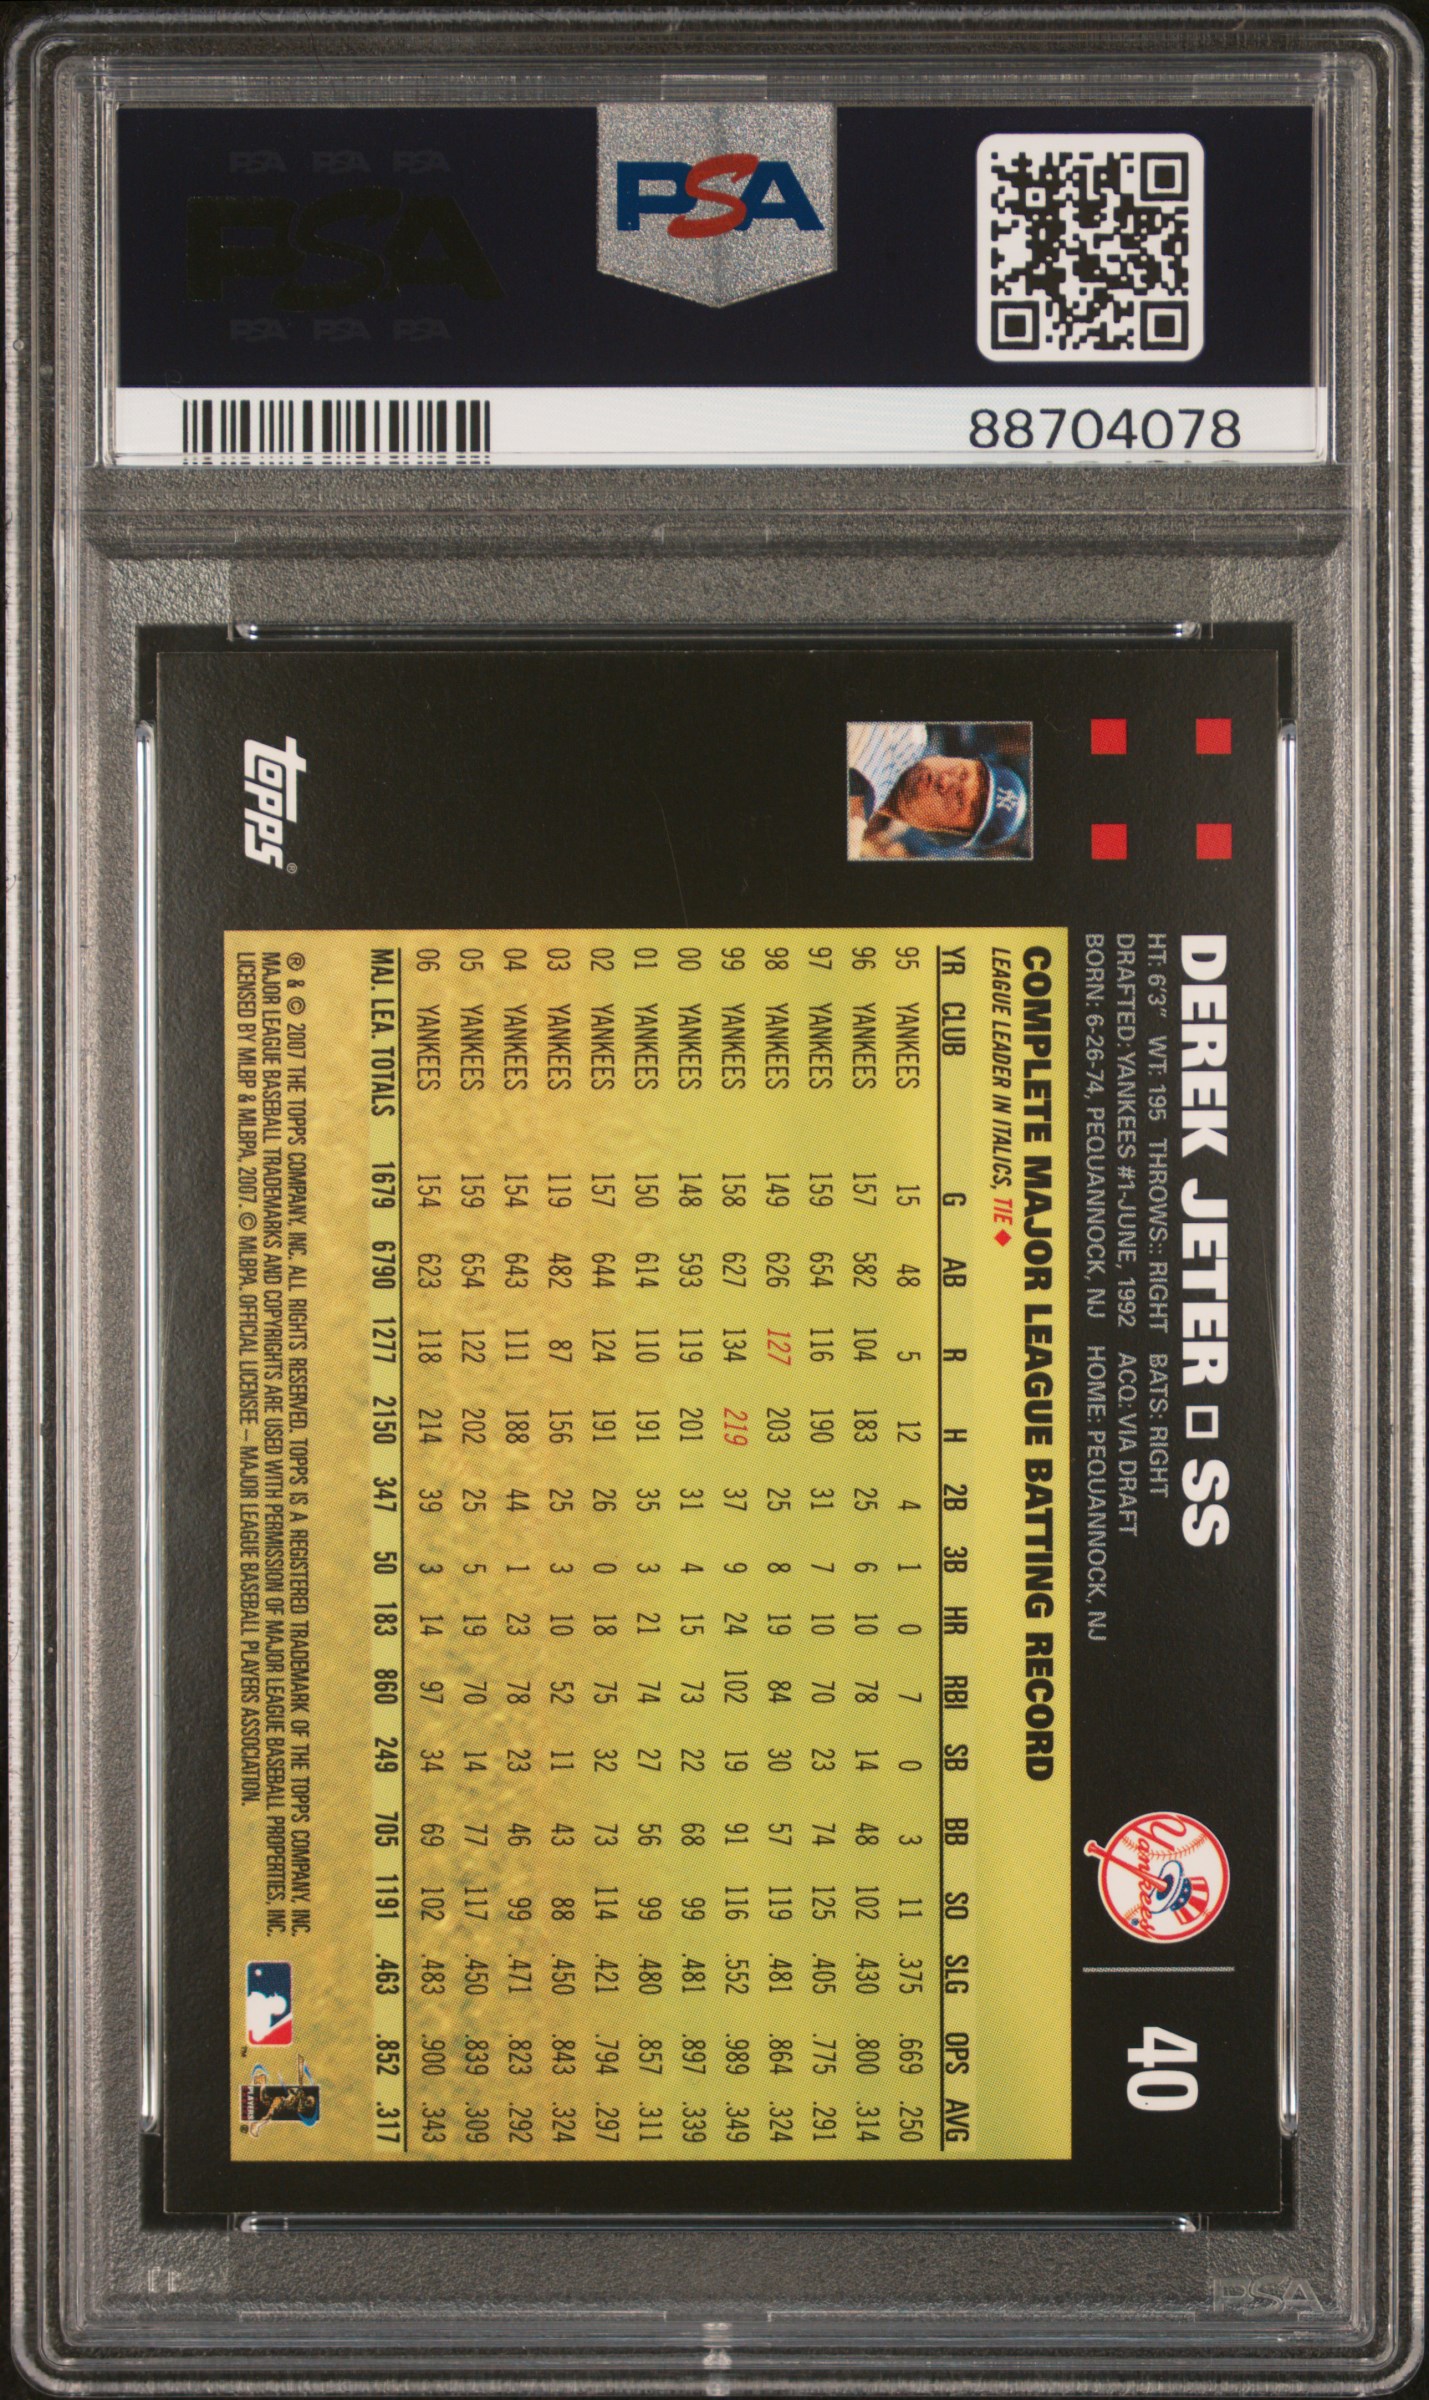 PSA PSA PSA
PSA
PSA PSA PSA
PSA
88704078
DEREK JETER □ SS
HT: 6'3" WT: 195 THROWS:: RIGHT BATS: RIGHT
DRAFTED: YANKEES #1-JUNE, 1992 ACQ: VIA DRAFT
BORN: 6-26-74, PEQUANNOCK, NJ HOME: PEQUANNOCK, NJ
Yankees
40
COMPLETE MAJOR LEAGUE BATTING RECORD
LEAGUE LEADER IN ITALICS, TIE ◆
YR CLUB G AB R H 2B 3B HR RBI SB BB SO SLG OPS AVG
95 YANKEES 15 48 5 12 4 1 0 7 0 3 11 .375 .669 .250
96 YANKEES 157 582 104 183 25 6 10 78 14 48 102 .430 .800 .314
97 YANKEES 159 654 116 190 31 7 10 70 23 74 125 .405 .775 .291
98 YANKEES 149 626 127 203 25 8 19 84 30 57 119 .481 .864 .324
99 YANKEES 158 627 134 219 37 9 24 102 19 91 116 .552 .989 .349
00 YANKEES 148 593 119 201 31 4 15 73 22 68 99 .481 .897 .339
01 YANKEES 150 614 110 191 35 3 21 74 27 56 99 .480 .857 .311
02 YANKEES 157 644 124 191 26 0 18 75 32 73 114 .421 .794 .297
03 YANKEES 119 482 87 156 25 3 10 52 11 43 88 .450 .843 .324
04 YANKEES 154 643 111 188 44 1 23 78 23 46 99 .471 .823 .292
05 YANKEES 159 654 122 202 25 5 19 70 14 77 117 .450 .839 .309
06 YANKEES 154 623 118 214 39 3 14 97 34 69 102 .483 .900 .343
MAJ. LEA. TOTALS 1679 6790 1277 2150 347 50 183 860 249 705 1191 .463 .852 .317
® & © 2007 THE TOPPS COMPANY, INC. ALL RIGHTS RESERVED. TOPPS IS A REGISTERED TRADEMARK OF THE TOPPS COMPANY, INC.
MAJOR LEAGUE BASEBALL TRADEMARKS AND COPYRIGHTS ARE USED WITH PERMISSION OF MAJOR LEAGUE BASEBALL PROPERTIES, INC.
LICENSED BY MLBP & MLBPA, 2007. © MLBPA. OFFICIAL LICENSEE – MAJOR LEAGUE BASEBALL PLAYERS ASSOCIATION.
topps®
PSA